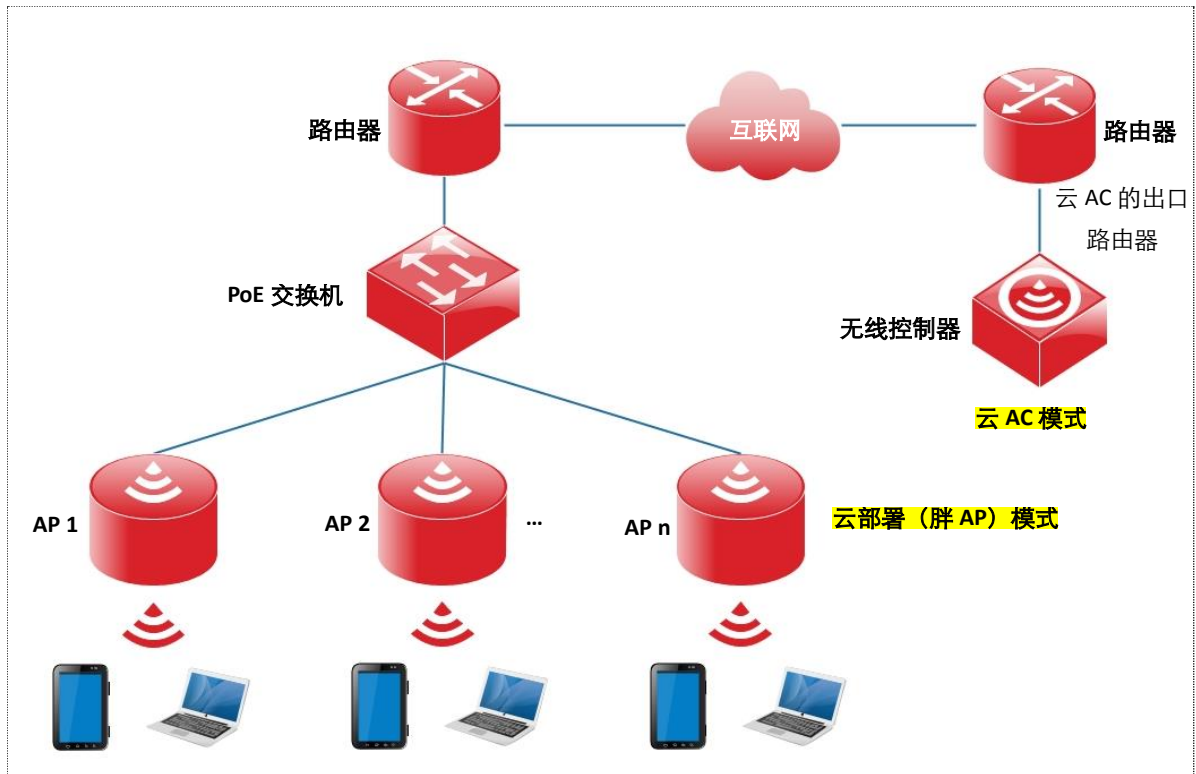 互联网
路由器
路由器
云 AC 的出口
路由器
PoE 交换机
无线控制器
云 AC 模式
AP 1
AP 2
...
AP n
云部署（胖 AP）模式